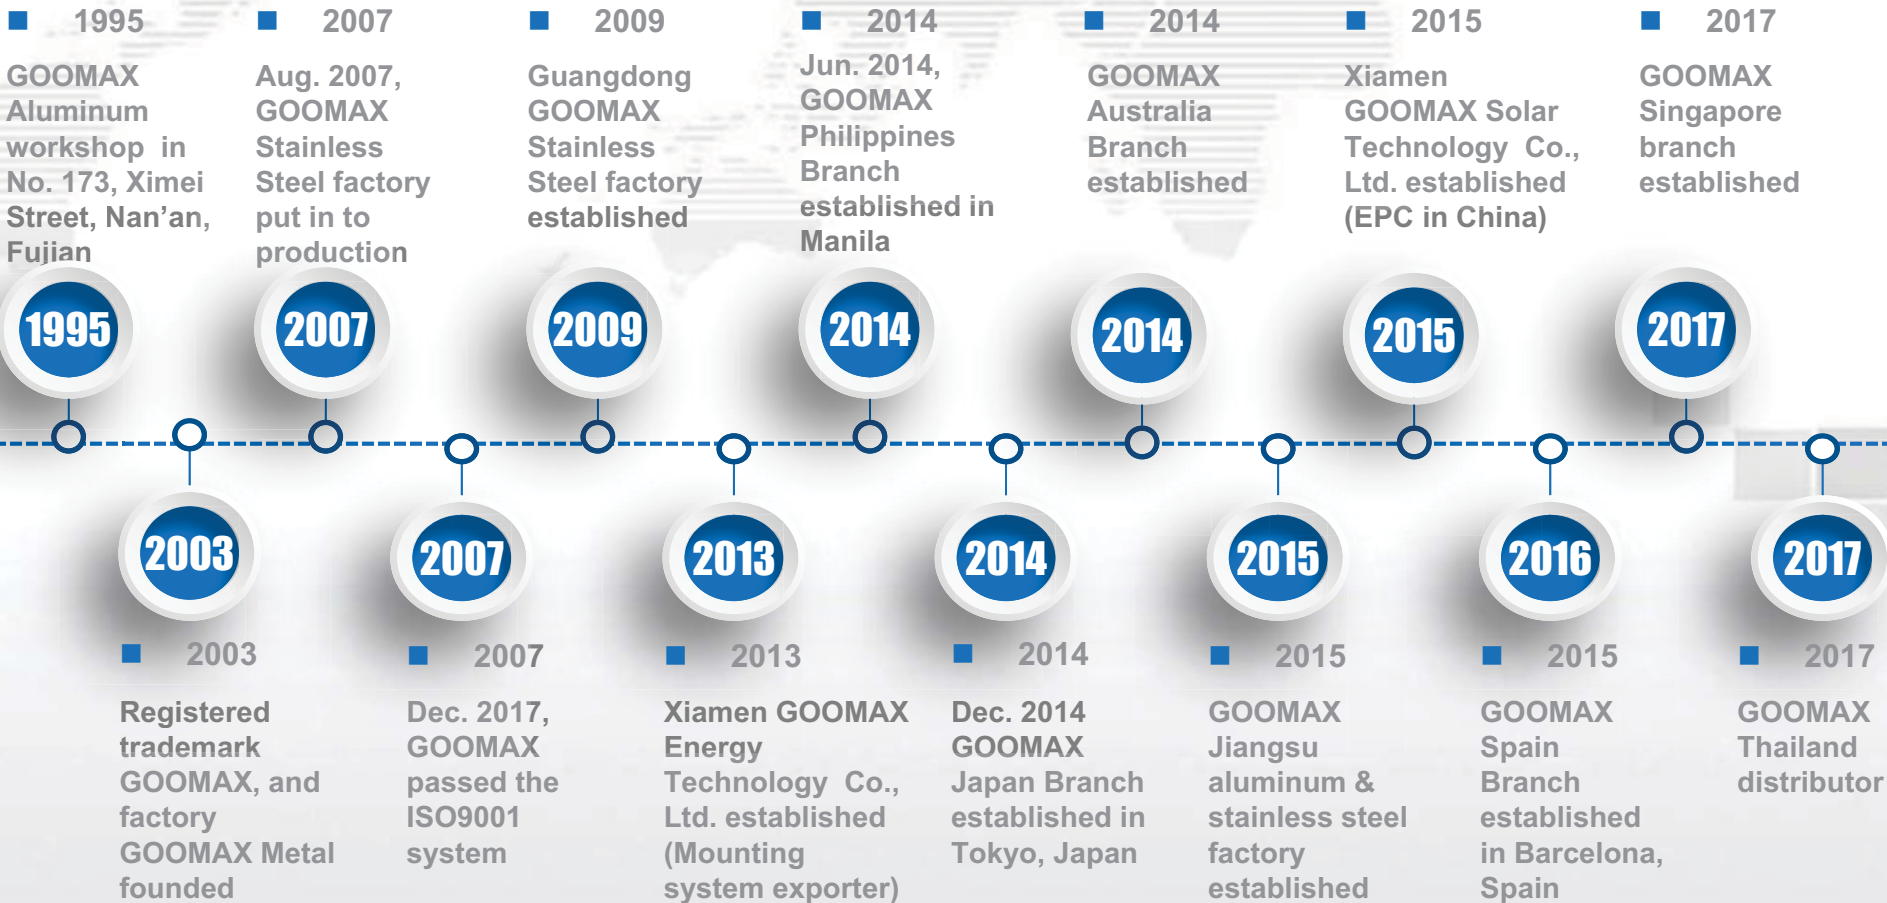 1995
GOOMAX
Aluminum
workshop in
No. 173, Ximei
Street, Nan'an,
Fujian
2007
Aug. 2007,
GOOMAX
Stainless
Steel factory
put in to
production
2009
Guangdong
GOOMAX
Stainless
Steel factory
established
2014
Jun. 2014,
GOOMAX
Philippines
Branch
established in
Manila
2014
GOOMAX
Australia
Branch
established
2015
Xiamen
GOOMAX Solar
Technology Co.,
Ltd. established
(EPC in China)
2017
GOOMAX
Singapore
branch
established
1995
2007
2009
2014
2014
2015
2017
2003
2007
2013
2014
2015
2016
2017
2003
Registered
trademark
GOOMAX, and
factory
GOOMAX Metal
founded
2007
Dec. 2017,
GOOMAX
passed the
ISO9001
system
2013
Xiamen GOOMAX
Energy
Technology Co.,
Ltd. established
(Mounting
system exporter)
2014
Dec. 2014
GOOMAX
Japan Branch
established in
Tokyo, Japan
2015
GOOMAX
Jiangsu
aluminum &
stainless steel
factory
established
2015
GOOMAX
Spain
Branch
established
in Barcelona,
Spain
2017
GOOMAX
Thailand
distributor